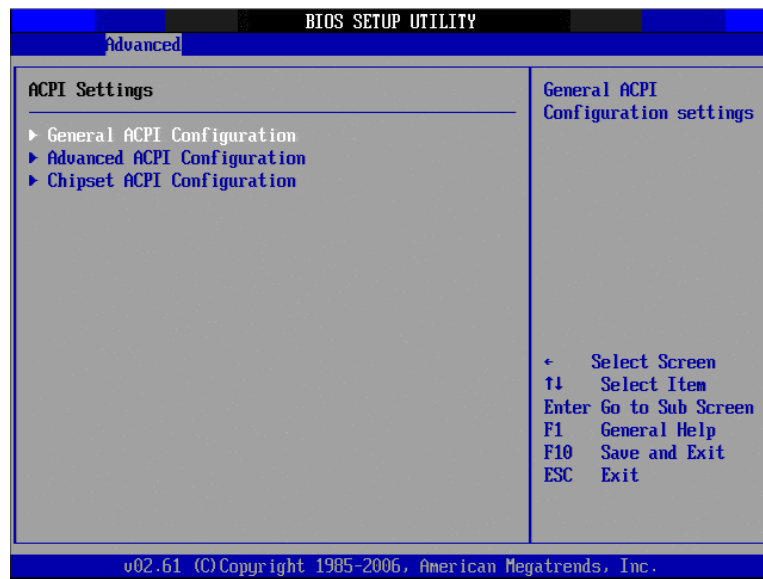 BIOS SETUP UTILITY
Advanced
ACPI Settings
▶ General ACPI Configuration
▶ Advanced ACPI Configuration
▶ Chipset ACPI Configuration
General ACPI
Configuration settings
← Select Screen
↑↓ Select Item
Enter Go to Sub Screen
F1 General Help
F10 Save and Exit
ESC Exit
v02.61 (C)Copyright 1985-2006, American Megatrends, Inc.